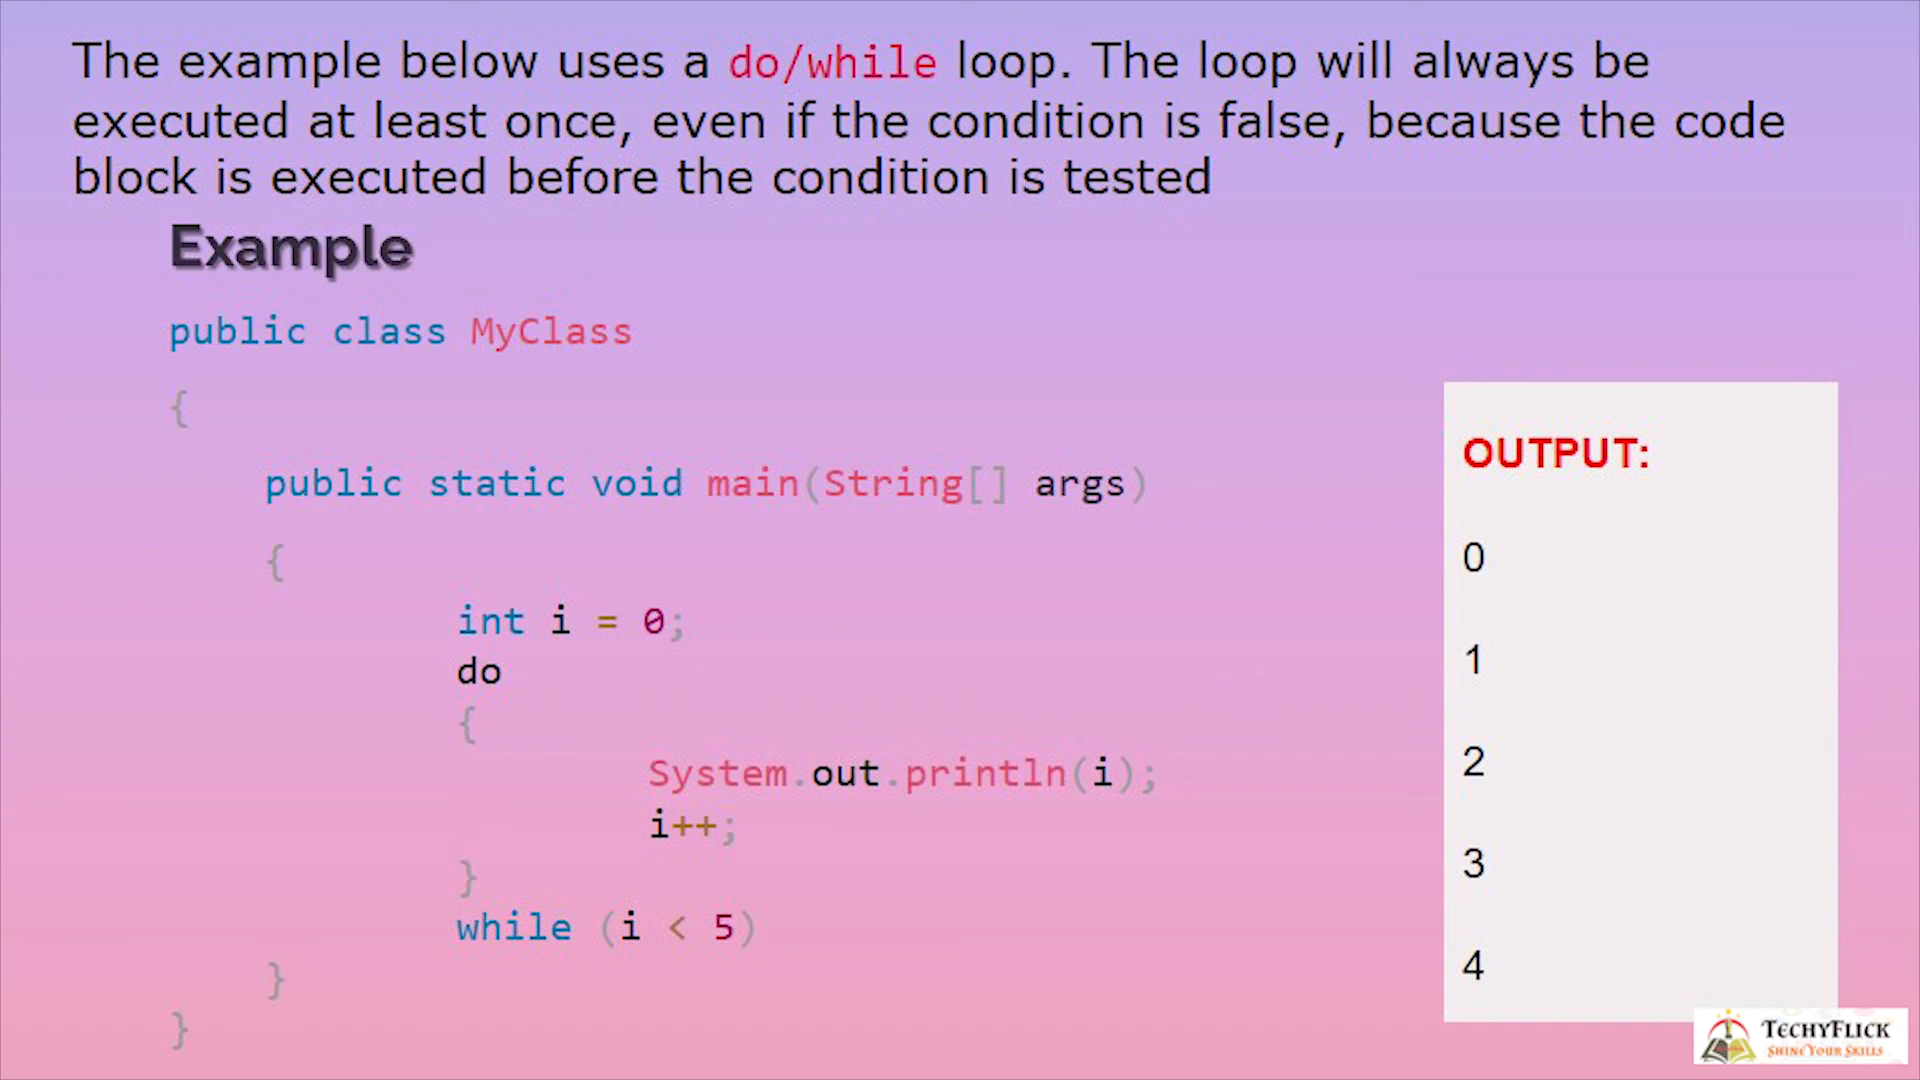 The example below uses a do/while loop. The loop will always be
executed at least once, even if the condition is false, because the code
block is executed before the condition is tested
Example
public class MyClass
{
public static void main(String[] args)
{
int i = 0;
do
{
System.out.println(i);
i++;
}
while (i < 5)
}
}
OUTPUT:
0
1
2
3
4
TECHYFLICK
SHINE YOUR SKILLS